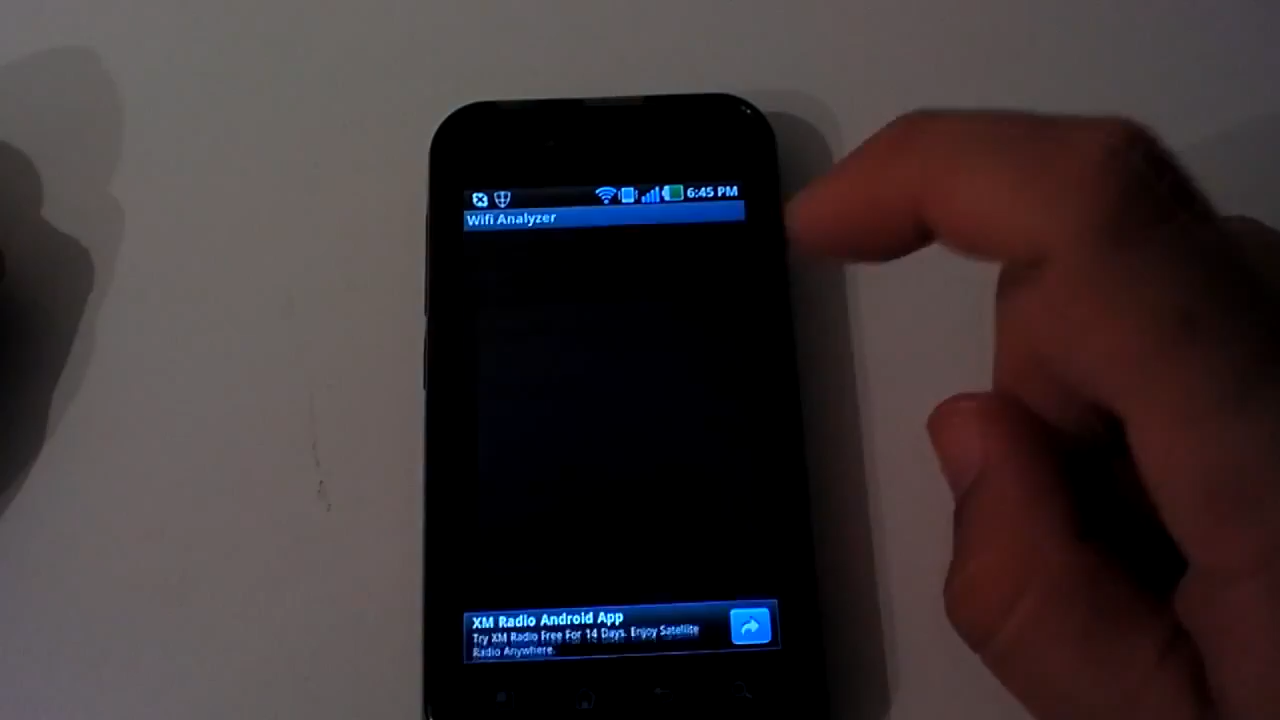 6:45 PM
Wifi Analyzer
XM Radio Android App
Try XM Radio Free For 14 Days. Enjoy Satellite
Radio Anywhere.